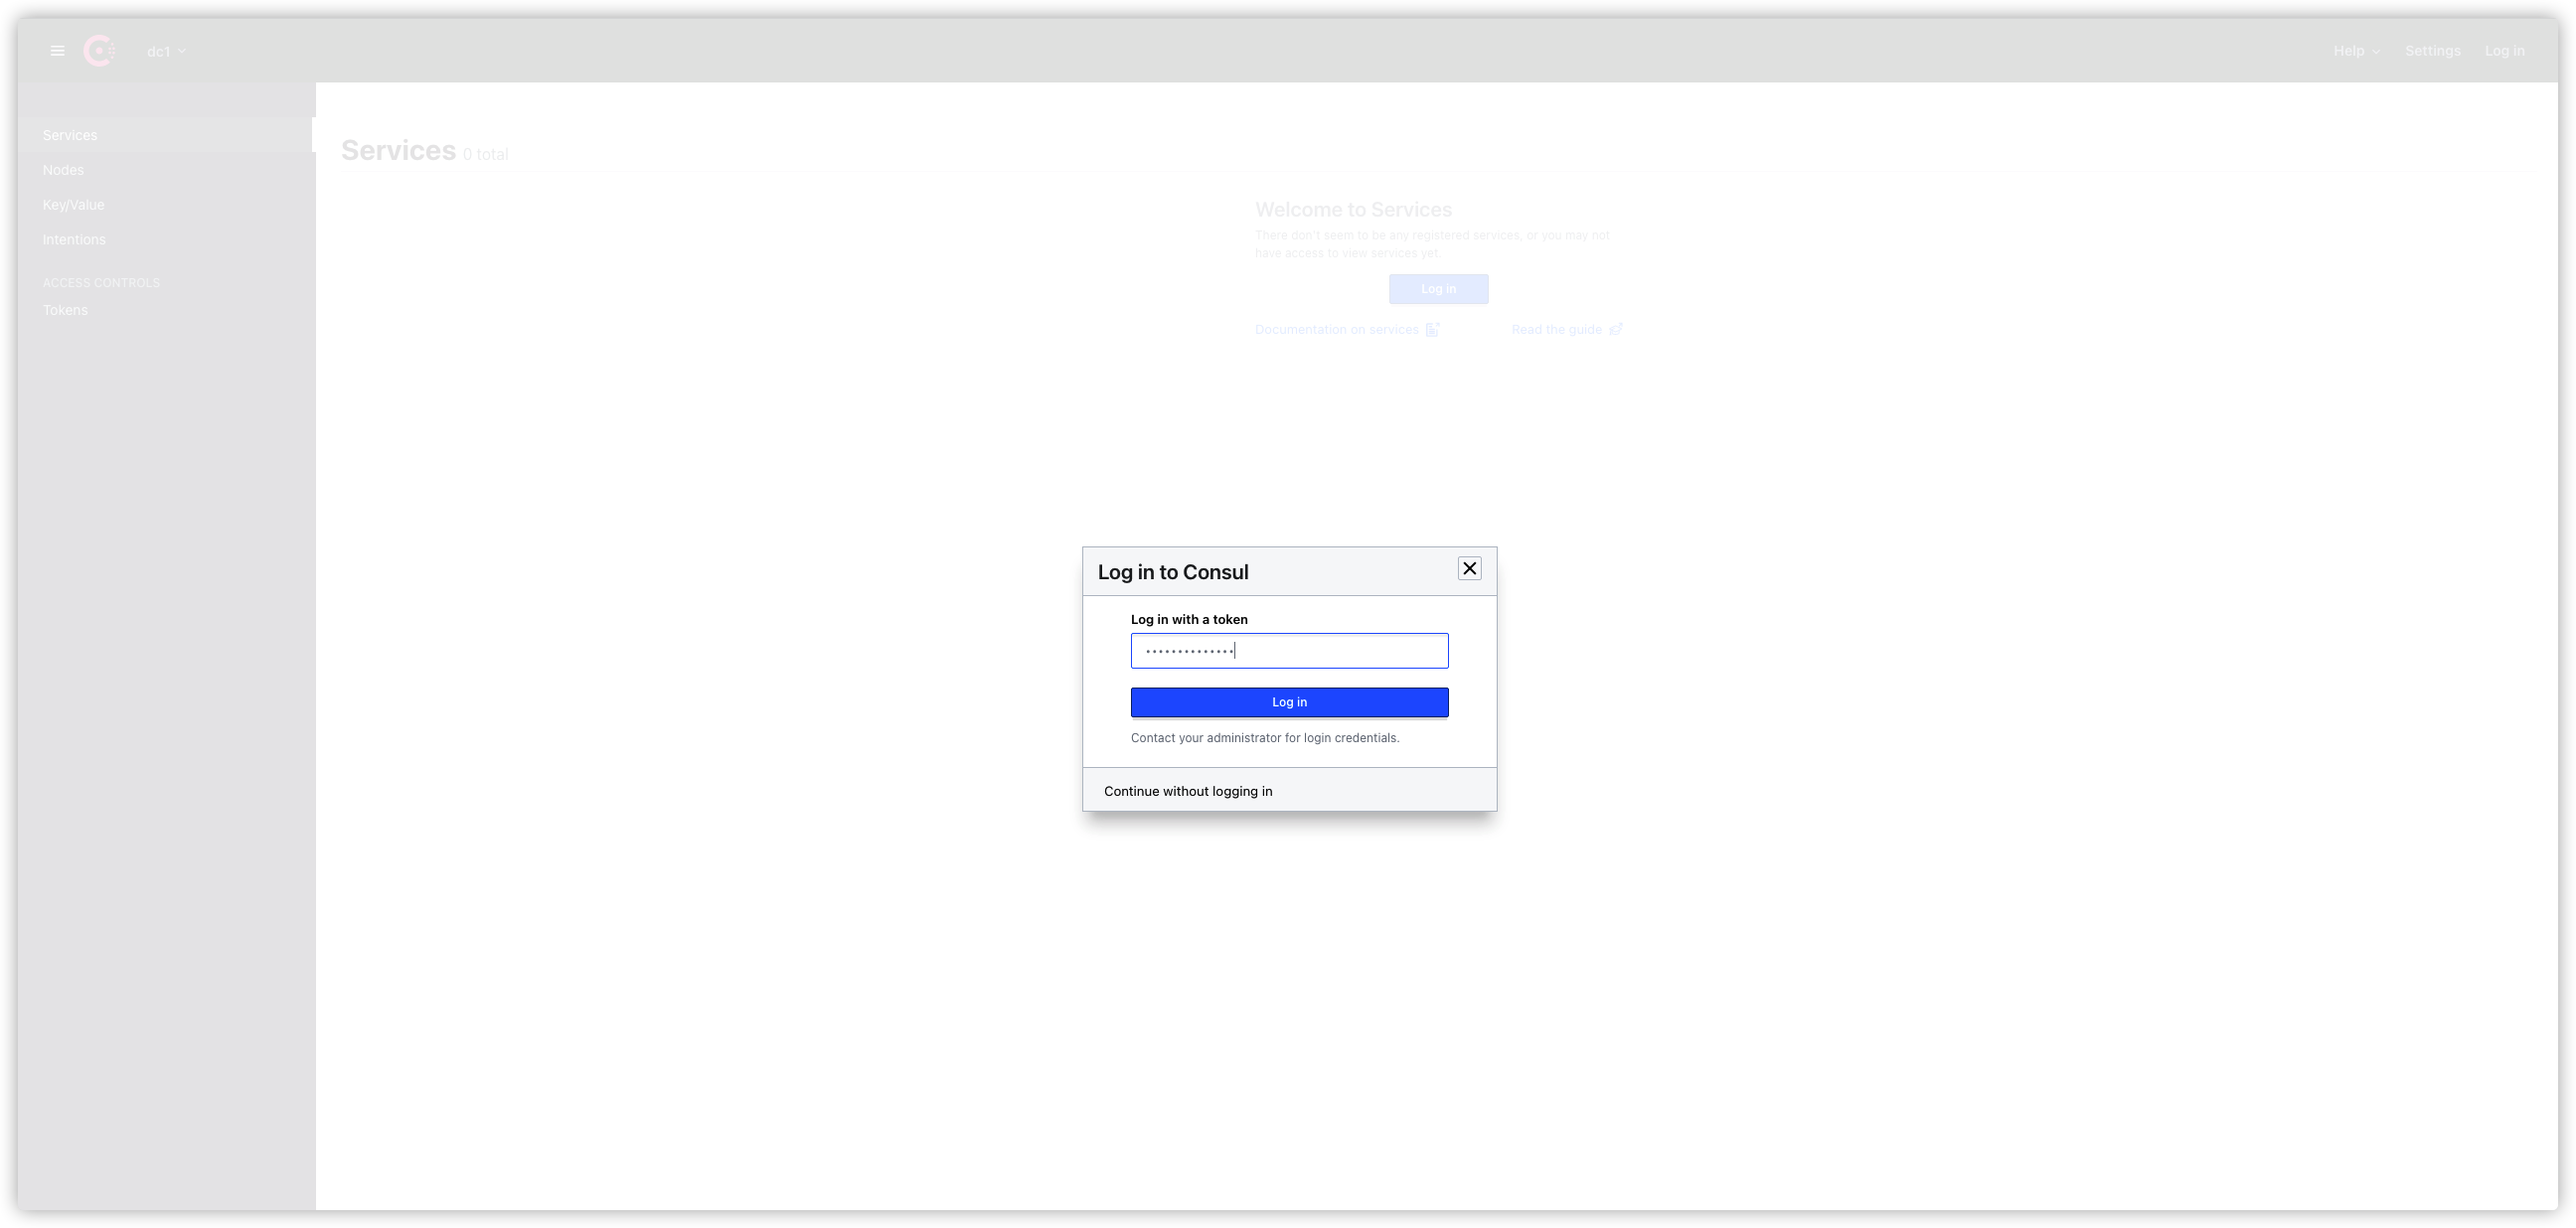 dc1
Help
Settings
Log in
Services
Nodes
Key/Value
Intentions
ACCESS CONTROLS
Tokens
Services 0 total
Welcome to Services
There don't seem to be any registered services, or you may not
have access to view services yet.
Log in
Documentation on services
Read the guide
Log in to Consul
Log in with a token
••••••••••••••
Log in
Contact your administrator for login credentials.
Continue without logging in